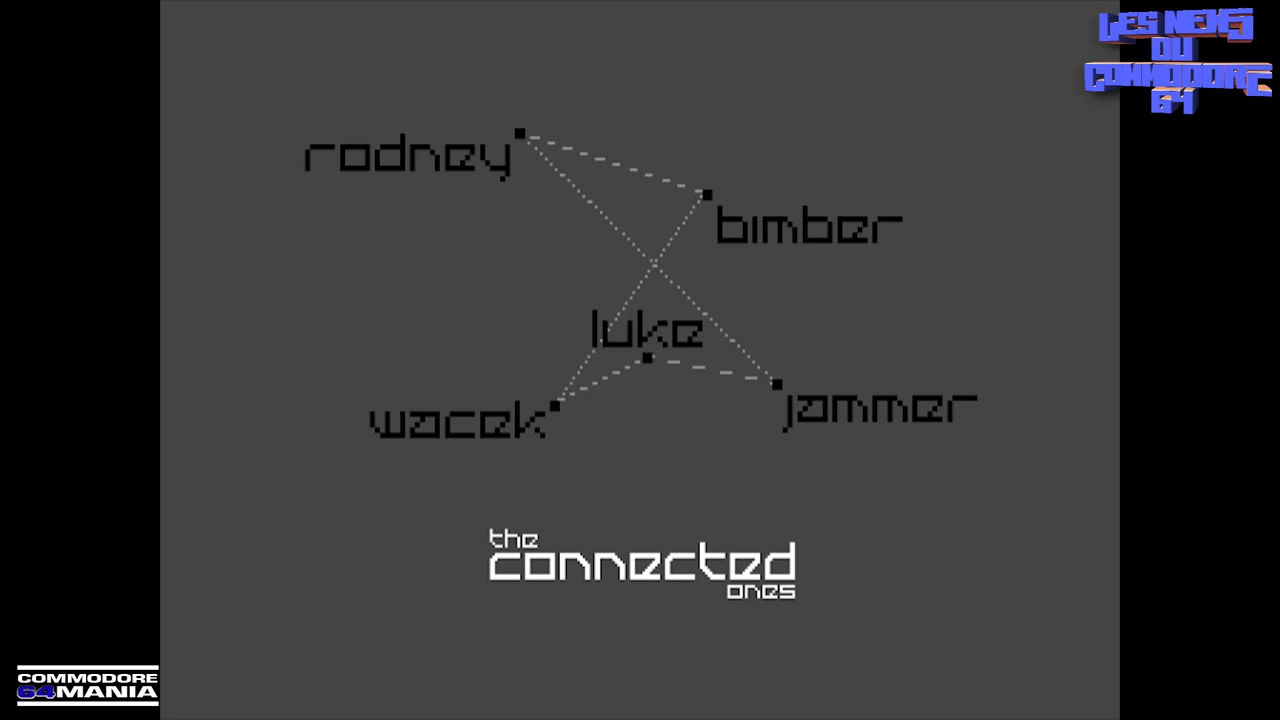 LES NEWS
DU
COMMODORE
64
rodney
bimber
luke
wacek
jammer
the
connected
ones
COMMODORE
64MANIA